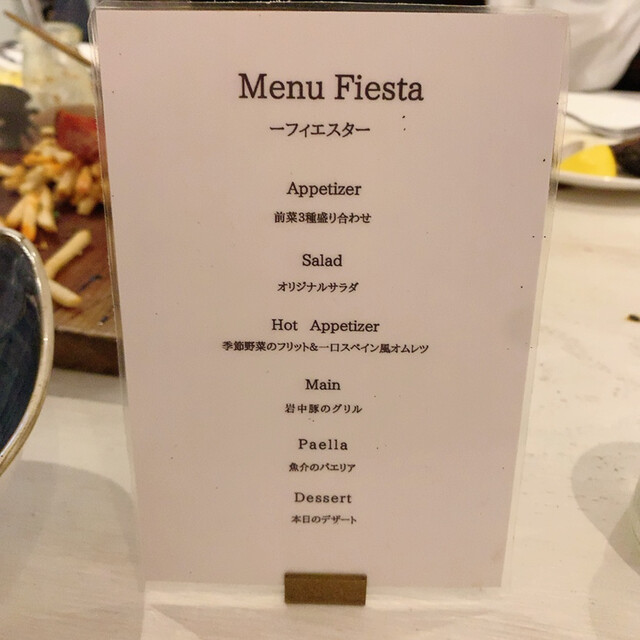 Menu Fiesta
ーフィエスター
Appetizer
前菜3種盛り合わせ
Salad
オリジナルサラダ
Hot Appetizer
季節野菜のフリット&一口スペイン風オムレツ
Main
岩中豚のグリル
Paella
魚介のパエリア
Dessert
本日のデザート